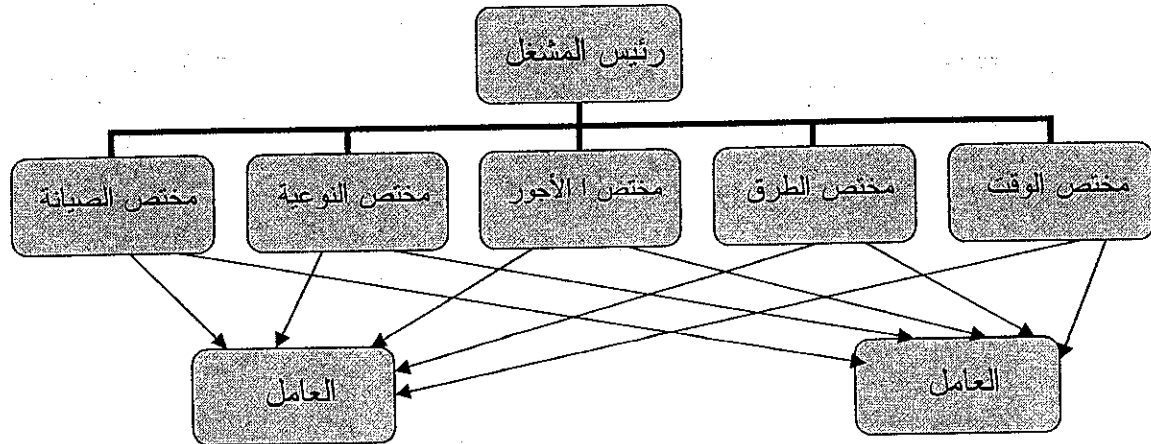 رئيس المشغل
مختص الوقت
مختص الطرق
مختص ا الأجور
مختص النوعية
مختص الصيانة
العامل
العامل